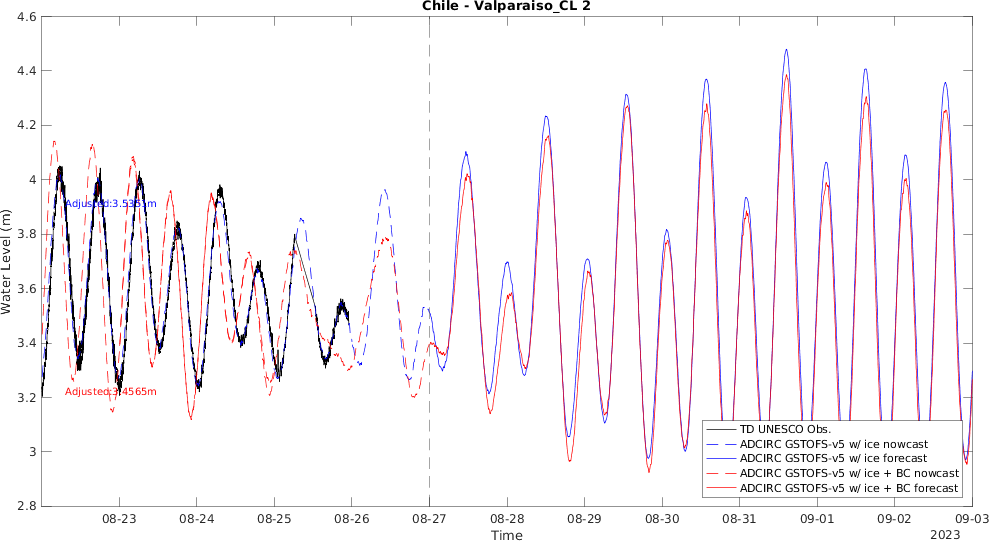 Chile - Valparaiso_CL 2
4.6
4.4
4.2
4
3.8
3.6
3.4
3.2
3
2.8
Water Level (m)
Adjusted:3.5351m
Adjusted:3.4565m
TD UNESCO Obs.
ADCIRC GSTOFS-v5 w/ ice nowcast
ADCIRC GSTOFS-v5 w/ ice forecast
ADCIRC GSTOFS-v5 w/ ice + BC nowcast
ADCIRC GSTOFS-v5 w/ ice + BC forecast
08-23 08-24 08-25 08-26 08-27 08-28 08-29 08-30 08-31 09-01 09-02 09-03
Time
2023